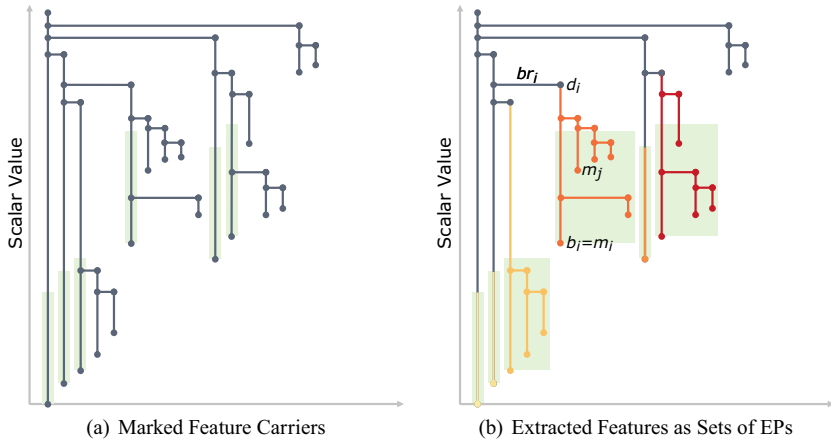 Scalar Value
(a) Marked Feature Carriers
Scalar Value
br_i
d_i
m_j
b_i=m_i
(b) Extracted Features as Sets of EPs